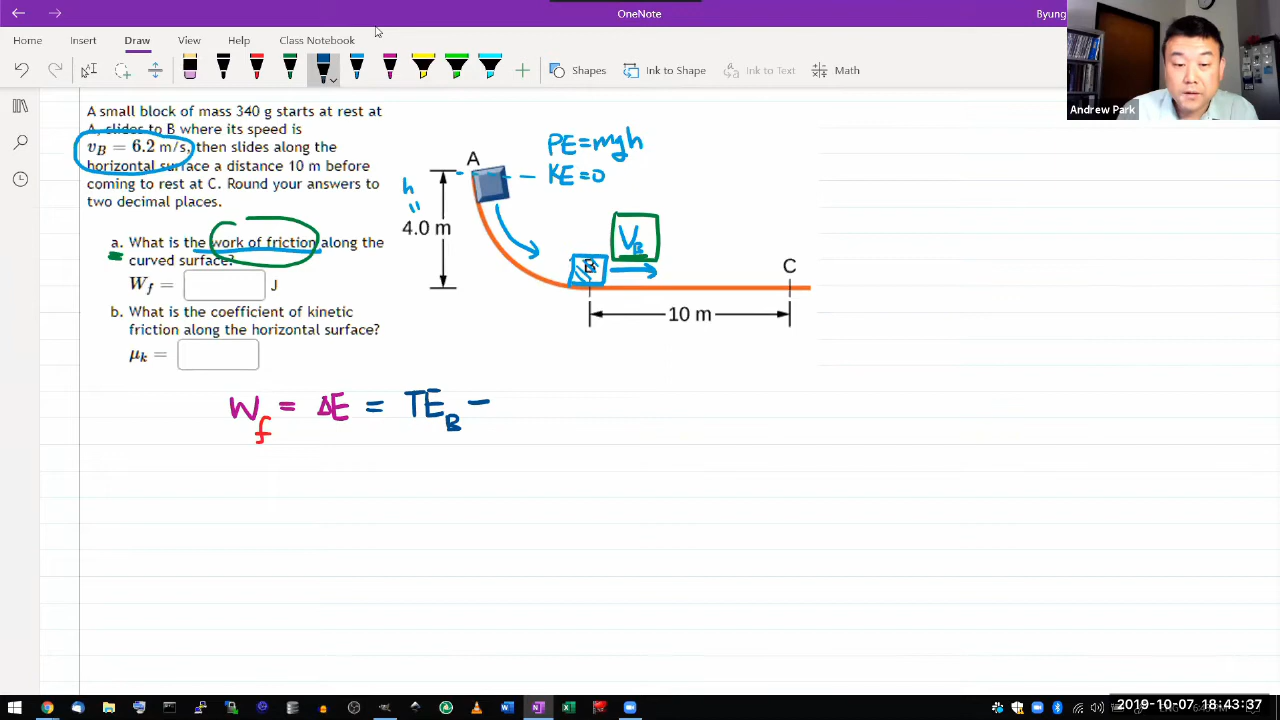 OneNote
Byung
Home Insert Draw View Help Class Notebook
Shapes Ink to Shape Ink to Text Math
Andrew Park
A small block of mass 340 g starts at rest at
A, slides to B where its speed is
v_B = 6.2 m/s, then slides along the
horizontal surface a distance 10 m before
coming to rest at C. Round your answers to
two decimal places.
a. What is the work of friction along the
curved surface?
W_f = J
b. What is the coefficient of kinetic
friction along the horizontal surface?
μ_k =
PE=mgh
KE=0
A
h
"
4.0 m
V_B
B
C
10 m
W_f = ΔE = TE_B −
2019-10-07 18:43:37